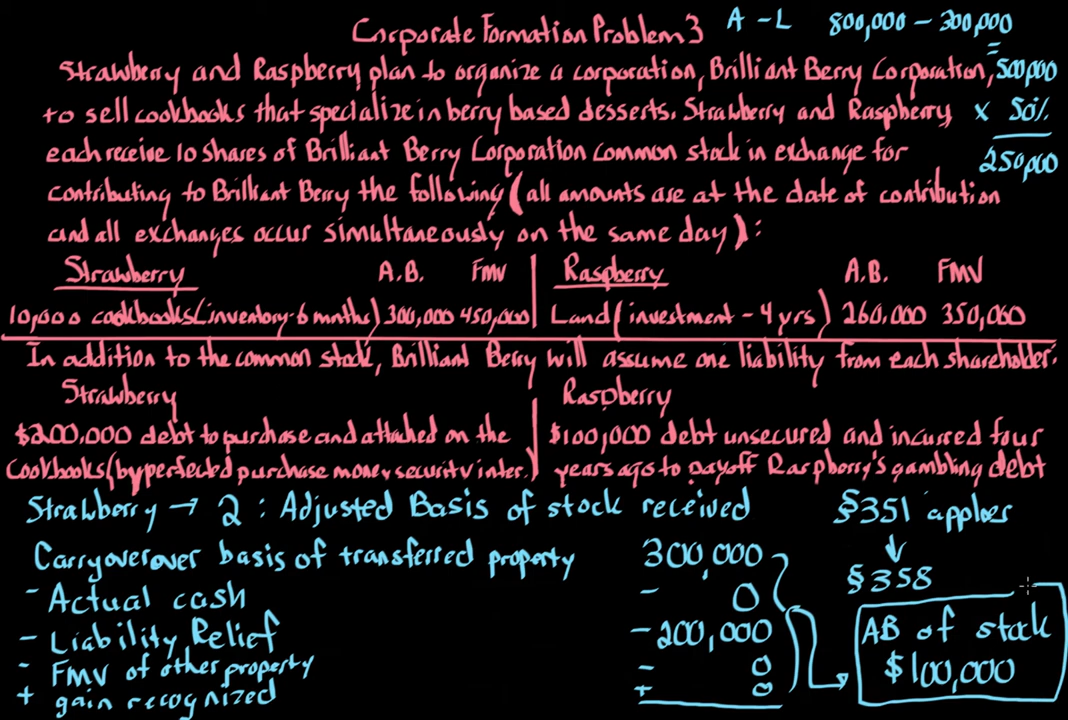 Corporate Formation Problem 3 A - L 800,000 - 300,000
=
Strawberry and Raspberry plan to organize a corporation, Brilliant Berry Corporation, 500,000
to sell cookbooks that specialize in berry based desserts. Strawberry and Raspberry, x 50%
each receive 10 shares of Brilliant Berry Corporation common stock in exchange for 250,000
contributing to Brilliant Berry the following (all amounts are at the date of contribution
and all exchanges occur simultaneously on the same day):
Strawberry A.B. FMV Raspberry A.B. FMV
10,000 cookbooks (inventory-6 months) 300,000 450,000 Land (investment - 4 yrs) 260,000 350,000
In addition to the common stock, Brilliant Berry will assume one liability from each shareholder:
Strawberry Raspberry
$200,000 debt to purchase and attached on the $100,000 debt unsecured and incurred four
cookbooks (by perfected purchase money security inter.) years ago to payoff Raspberry's gambling debt
Strawberry → 2 : Adjusted Basis of stock received §351 applies
Carryoverover basis of transferred property 300,000 §358
- Actual cash - 0
- Liability Relief - 200,000 AB of stock
- FMV of other property - 0 $100,000
+ gain recognized + 0